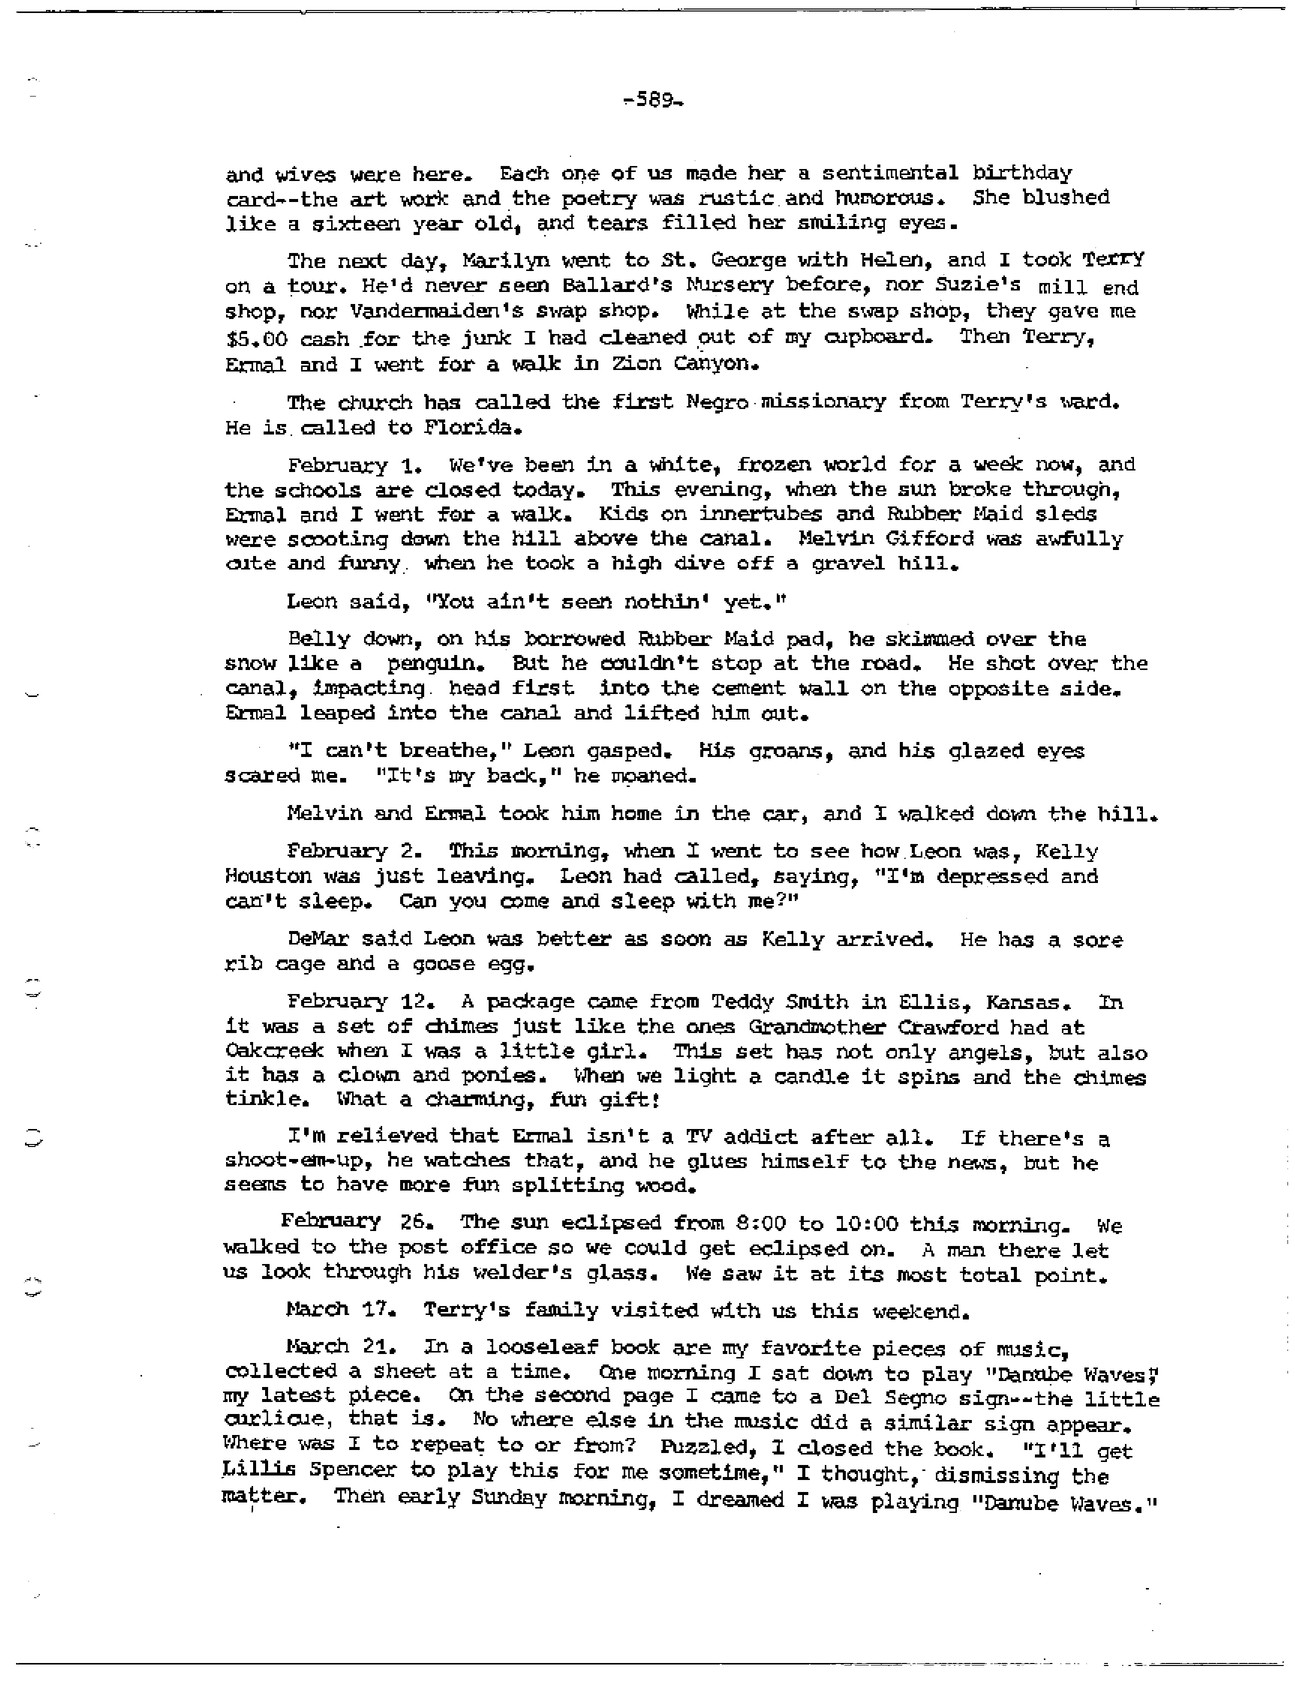 -589-
and wives were here. Each one of us made her a sentimental birthday
card--the art work and the poetry was rustic and humorous. She blushed
like a sixteen year old, and tears filled her smiling eyes.
The next day, Marilyn went to St. George with Helen, and I took Terry
on a tour. He'd never seen Ballard's Nursery before, nor Suzie's mill end
shop, nor Vandermaiden's swap shop. While at the swap shop, they gave me
$5.00 cash for the junk I had cleaned out of my cupboard. Then Terry,
Ermal and I went for a walk in Zion Canyon.
The church has called the first Negro missionary from Terry's ward.
He is called to Florida.
February 1. We've been in a white, frozen world for a week now, and
the schools are closed today. This evening, when the sun broke through,
Ermal and I went for a walk. Kids on innertubes and Rubber Maid sleds
were scooting down the hill above the canal. Melvin Gifford was awfully
cute and funny when he took a high dive off a gravel hill.
Leon said, "You ain't seen nothin' yet."
Belly down, on his borrowed Rubber Maid pad, he skimmed over the
snow like a penguin. But he couldn't stop at the road. He shot over the
canal, impacting head first into the cement wall on the opposite side.
Ermal leaped into the canal and lifted him out.
"I can't breathe," Leon gasped. His groans, and his glazed eyes
scared me. "It's my back," he moaned.
Melvin and Ermal took him home in the car, and I walked down the hill.
February 2. This morning, when I went to see how Leon was, Kelly
Houston was just leaving. Leon had called, saying, "I'm depressed and
can't sleep. Can you come and sleep with me?"
DeMar said Leon was better as soon as Kelly arrived. He has a sore
rib cage and a goose egg.
February 12. A package came from Teddy Smith in Ellis, Kansas. In
it was a set of chimes just like the ones Grandmother Crawford had at
Oakcreek when I was a little girl. This set has not only angels, but also
it has a clown and ponies. When we light a candle it spins and the chimes
tinkle. What a charming, fun gift!
I'm relieved that Ermal isn't a TV addict after all. If there's a
shoot-em-up, he watches that, and he glues himself to the news, but he
seems to have more fun splitting wood.
February 26. The sun eclipsed from 8:00 to 10:00 this morning. We
walked to the post office so we could get eclipsed on. A man there let
us look through his welder's glass. We saw it at its most total point.
March 17. Terry's family visited with us this weekend.
March 21. In a looseleaf book are my favorite pieces of music,
collected a sheet at a time. One morning I sat down to play "Danube Waves,"
my latest piece. On the second page I came to a Del Segno sign--the little
curlicue, that is. No where else in the music did a similar sign appear.
Where was I to repeat to or from? Puzzled, I closed the book. "I'll get
Lillis Spencer to play this for me sometime," I thought, dismissing the
matter. Then early Sunday morning, I dreamed I was playing "Danube Waves."